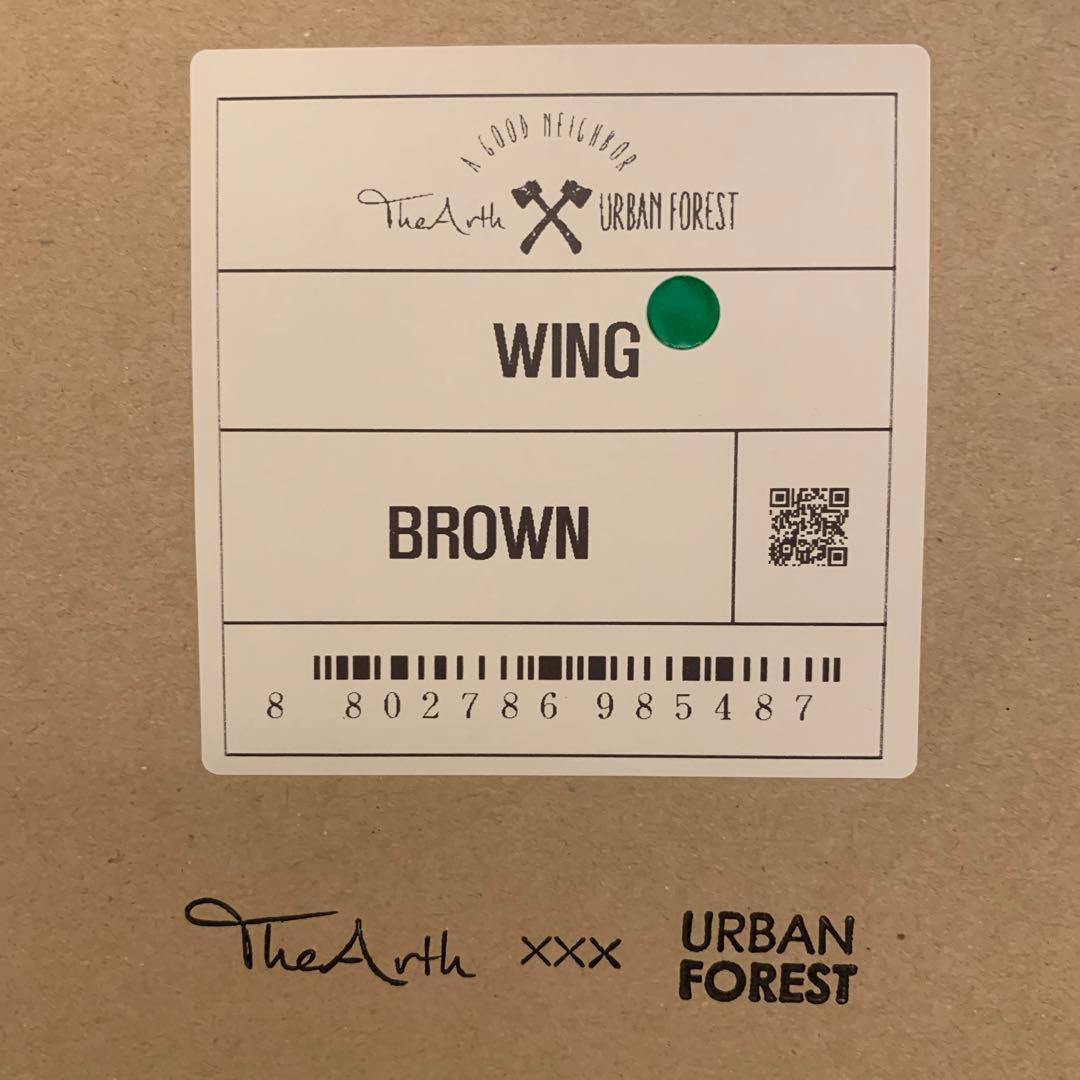 A GOOD NEIGHBOR
TheArth URBAN FOREST
WING
BROWN
8 802786 985487
TheArth xxx URBAN
FOREST